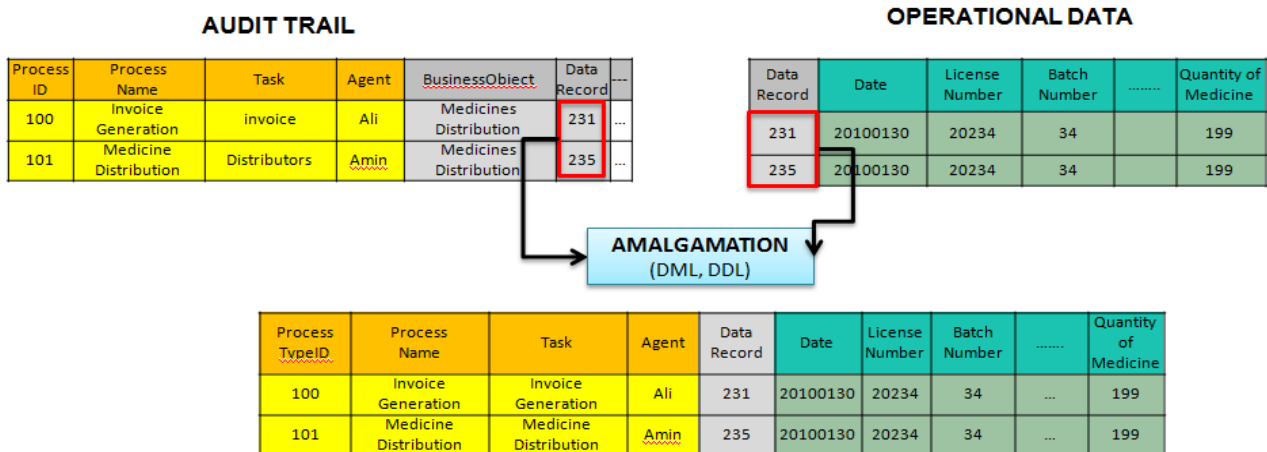 AUDIT TRAIL
OPERATIONAL DATA
Process ID Process Name Task Agent BusinessObiect Data Record ---
100 Invoice Generation invoice Ali Medicines Distribution 231 ...
101 Medicine Distribution Distributors Amin Medicines Distribution 235 ...
Data Record Date License Number Batch Number ........ Quantity of Medicine
231 20100130 20234 34 199
235 20100130 20234 34 199
AMALGAMATION
(DML, DDL)
Process TypeID Process Name Task Agent Data Record Date License Number Batch Number ....... Quantity of Medicine
100 Invoice Generation Invoice Generation Ali 231 20100130 20234 34 ... 199
101 Medicine Distribution Medicine Distribution Amin 235 20100130 20234 34 ... 199